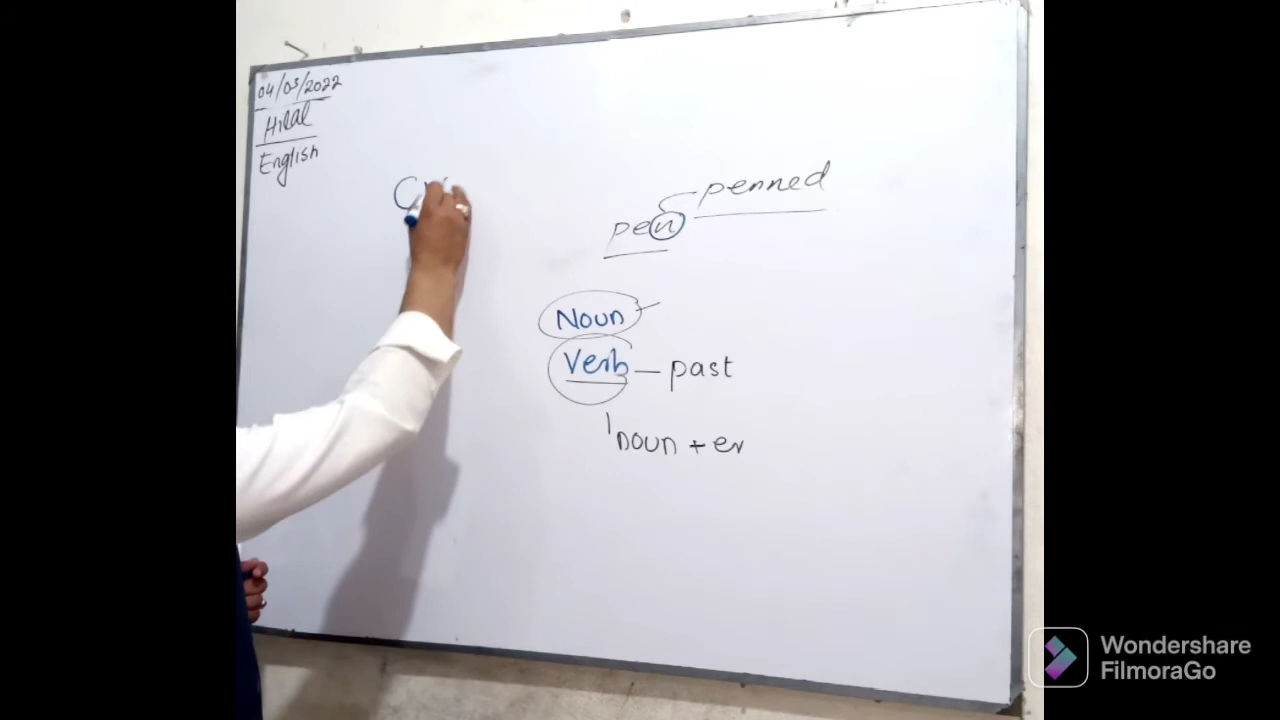 04/03/2022
Hilal
English
penned
pen
Noun
Verb — past
noun + er
Wondershare
FilmoraGo